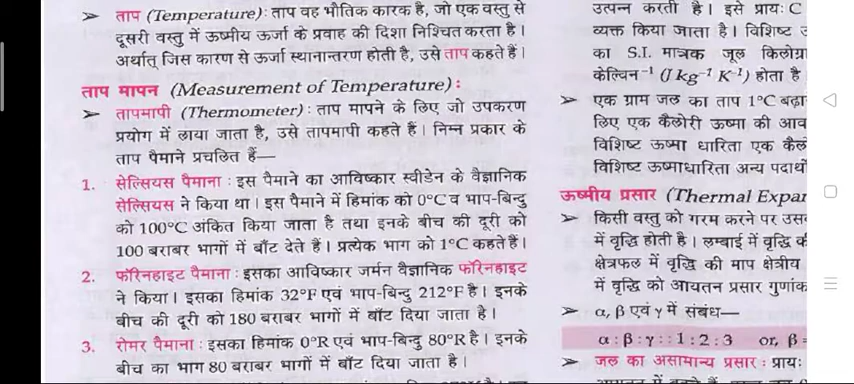 ➢ ताप (Temperature) : ताप वह भौतिक कारक है, जो एक वस्तु से
दूसरी वस्तु में ऊष्मीय ऊर्जा के प्रवाह की दिशा निश्चित करता है।
अर्थात् जिस कारण से ऊर्जा स्थानान्तरण होती है, उसे ताप कहते हैं।
ताप मापन (Measurement of Temperature) :
➢ तापमापी (Thermometer) : ताप मापने के लिए जो उपकरण
प्रयोग में लाया जाता है, उसे तापमापी कहते हैं। निम्न प्रकार के
ताप पैमाने प्रचलित हैं—
1. सेल्सियस पैमाना : इस पैमाने का आविष्कार स्वीडेन के वैज्ञानिक
सेल्सियस ने किया था। इस पैमाने में हिमांक को 0°C व भाप-बिन्दु
को 100°C अंकित किया जाता है तथा इनके बीच की दूरी को
100 बराबर भागों में बाँट देते हैं। प्रत्येक भाग को 1°C कहते हैं।
2. फॉरेनहाइट पैमाना : इसका आविष्कार जर्मन वैज्ञानिक फॉरेनहाइट
ने किया। इसका हिमांक 32°F एवं भाप-बिन्दु 212°F है। इनके
बीच की दूरी को 180 बराबर भागों में बाँट दिया जाता है।
3. रोमर पैमाना : इसका हिमांक 0°R एवं भाप-बिन्दु 80°R है। इनके
बीच का भाग 80 बराबर भागों में बाँट दिया जाता है।
उत्पन्न करती है। इसे प्रायः C
व्यक्त किया जाता है। विशिष्ट
का S.I. मात्रक जूल किलोग्रा
केल्विन⁻¹ (J kg⁻¹ K⁻¹) होता है
➢ एक ग्राम जल का ताप 1°C बढ़ा
लिए एक कैलोरी ऊष्मा की आव
विशिष्ट ऊष्मा धारिता एक कैल
विशिष्ट ऊष्माधारिता अन्य पदार्थो
ऊष्मीय प्रसार (Thermal Expan
➢ किसी वस्तु को गरम करने पर उस
में वृद्धि होती है। लम्बाई में वृद्धि क
क्षेत्रफल में वृद्धि की माप क्षेत्रीय
में वृद्धि को आयतन प्रसार गुणांक
➢ α, β एवं γ में संबंध—
α : β : γ : : 1 : 2 : 3 or, β =
➢ जल का असामान्य प्रसार : प्रायः